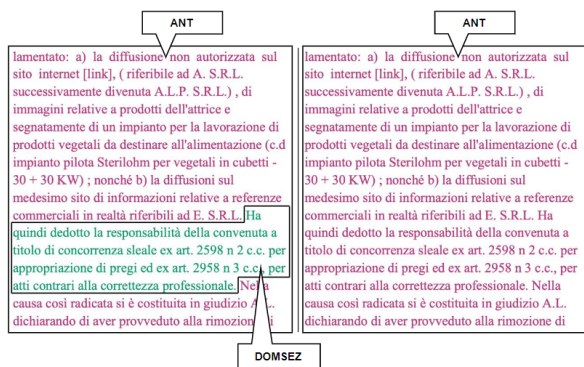 ANT
ANT
lamentato: a) la diffusione non autorizzata sul
sito internet [link], ( riferibile ad A. S.R.L.
successivamente divenuta A.L.P. S.R.L.) , di
immagini relative a prodotti dell'attrice e
segnatamente di un impianto per la lavorazione di
prodotti vegetali da destinare all'alimentazione (c.d
impianto pilota Sterilohm per vegetali in cubetti -
30 + 30 KW) ; nonché b) la diffusioni sul
medesimo sito di informazioni relative a referenze
commerciali in realtà riferibili ad E. S.R.L. Ha
quindi dedotto la responsabilità della convenuta a
titolo di concorrenza sleale ex art. 2598 n 2 c.c. per
appropriazione di pregi ed ex art. 2958 n 3 c.c., per
atti contrari alla correttezza professionale. Nella
causa così radicata si è costituita in giudizio A.L.
dichiarando di aver provveduto alla rimozione di
lamentato: a) la diffusione non autorizzata sul
sito internet [link], ( riferibile ad A. S.R.L.
successivamente divenuta A.L.P. S.R.L.) , di
immagini relative a prodotti dell'attrice e
segnatamente di un impianto per la lavorazione di
prodotti vegetali da destinare all'alimentazione (c.d
impianto pilota Sterilohm per vegetali in cubetti -
30 + 30 KW) ; nonché b) la diffusioni sul
medesimo sito di informazioni relative a referenze
commerciali in realtà riferibili ad E. S.R.L. Ha
quindi dedotto la responsabilità della convenuta a
titolo di concorrenza sleale ex art. 2598 n 2 c.c. per
appropriazione di pregi ed ex art. 2958 n 3 c.c., per
atti contrari alla correttezza professionale. Nella
causa così radicata si è costituita in giudizio A.L.
dichiarando di aver provveduto alla rimozione di
DOMSEZ